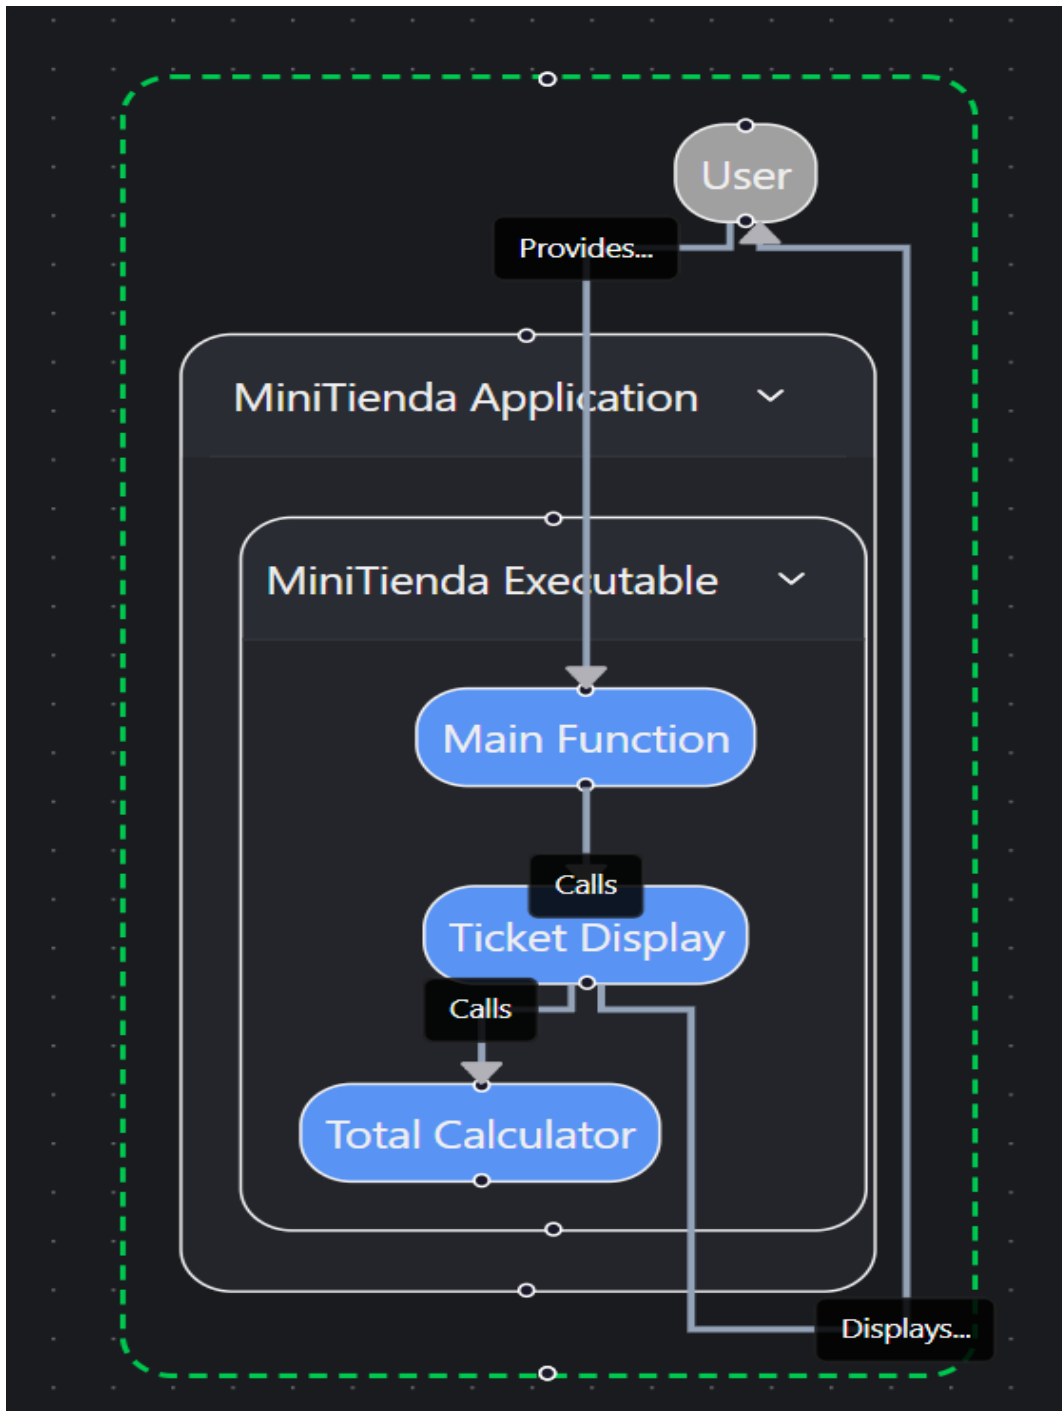 User
Provides...
MiniTienda Application
MiniTienda Executable
Main Function
Calls
Ticket Display
Calls
Total Calculator
Displays...